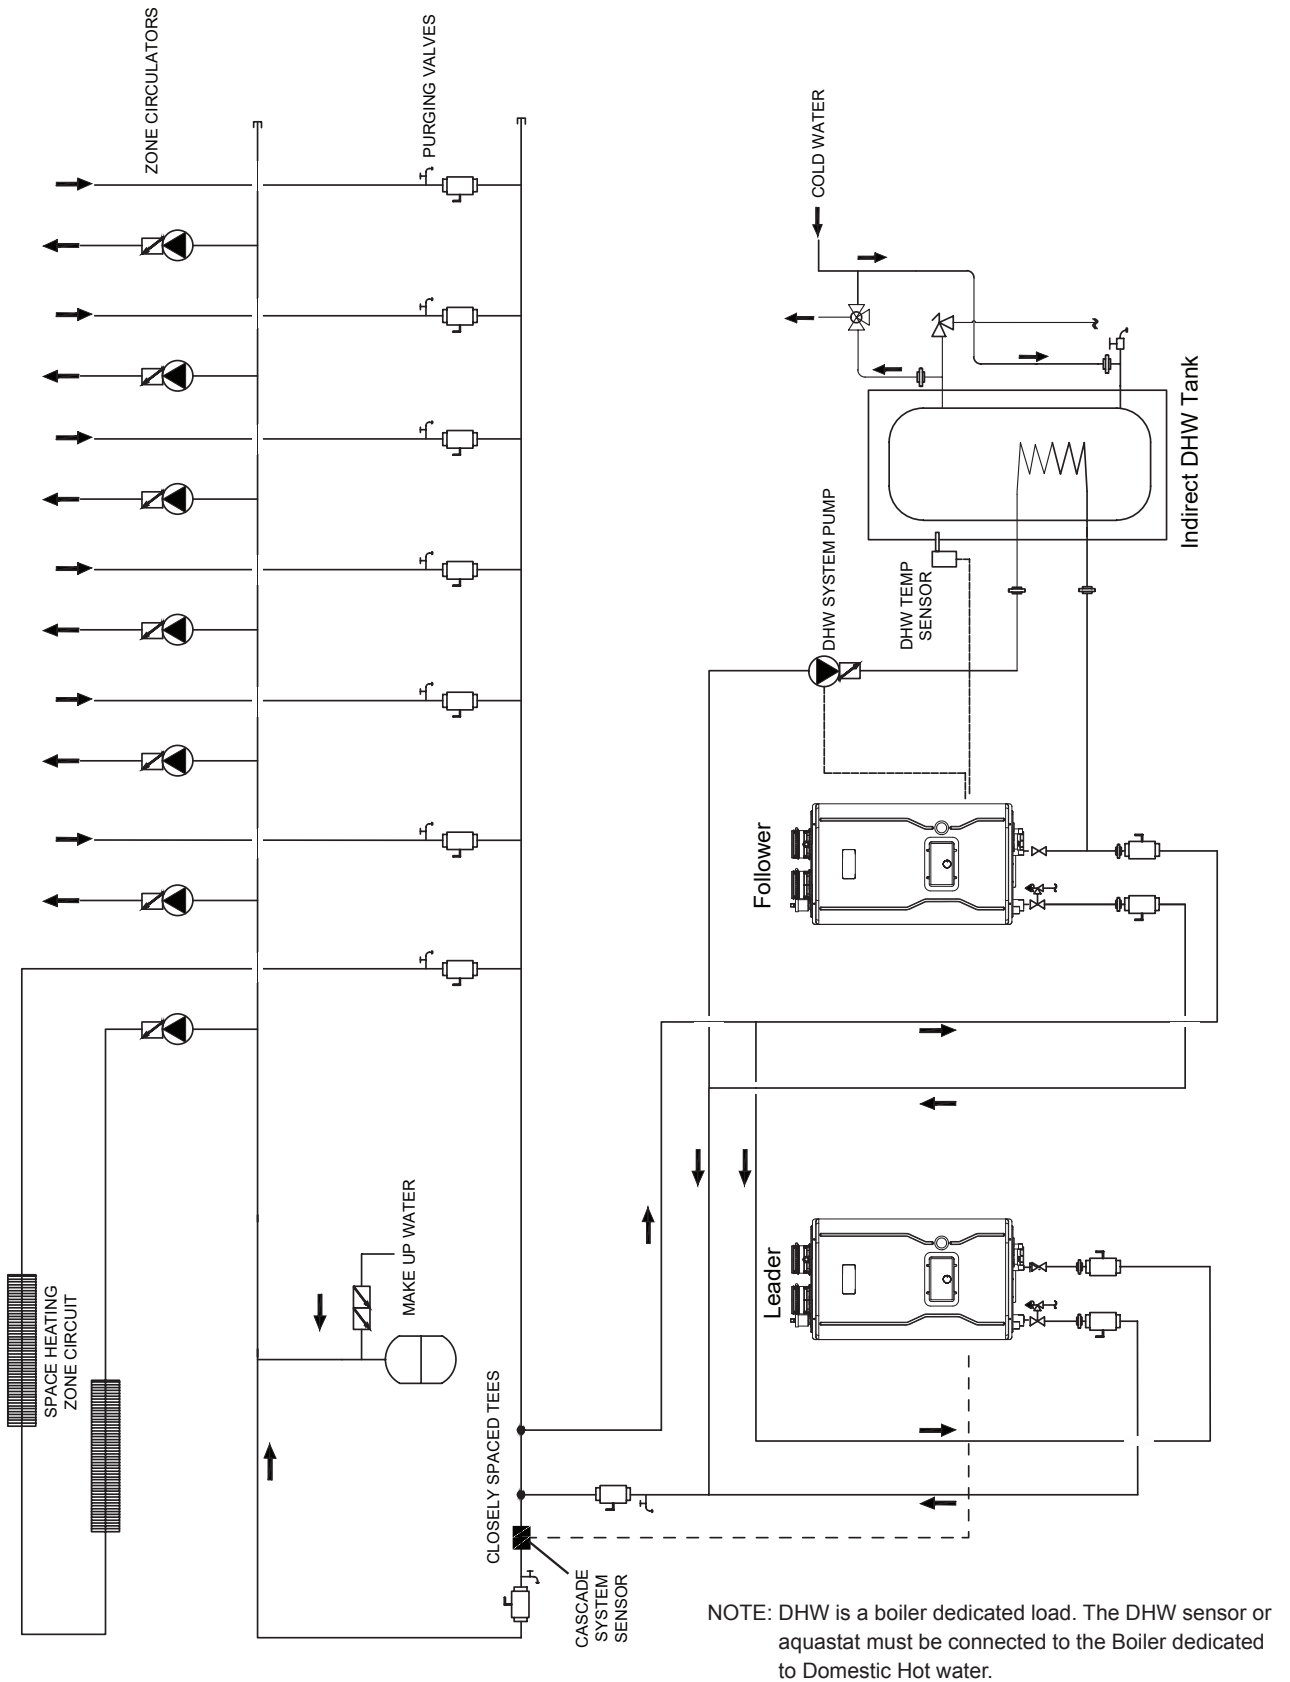 ZONE CIRCULATORS
PURGING VALVES
COLD WATER
Indirect DHW Tank
DHW SYSTEM PUMP
DHW TEMP
SENSOR
Follower
MAKE UP WATER
Leader
SPACE HEATING
ZONE CIRCUIT
CLOSELY SPACED TEES
CASCADE
SYSTEM
SENSOR
NOTE: DHW is a boiler dedicated load. The DHW sensor or
aquastat must be connected to the Boiler dedicated
to Domestic Hot water.